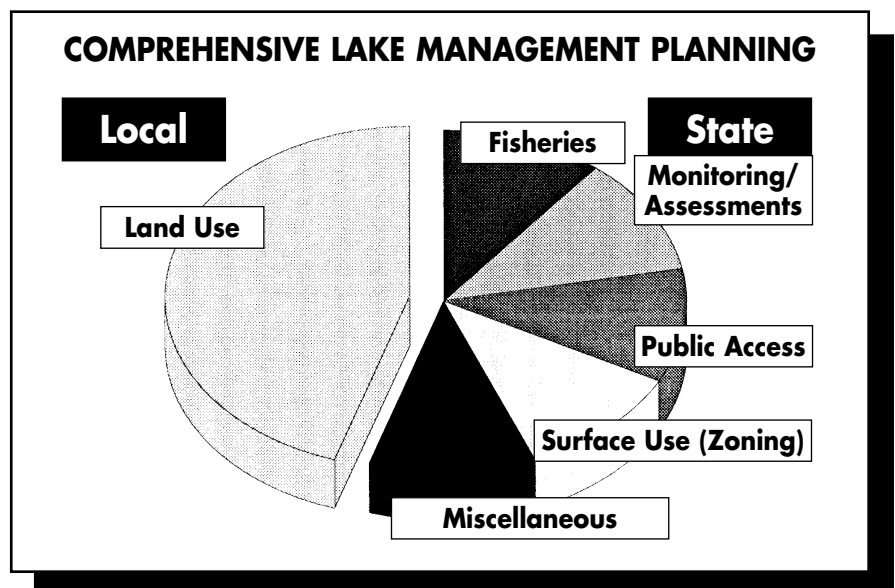 COMPREHENSIVE LAKE MANAGEMENT PLANNING
Local
State
Fisheries
Monitoring/
Assessments
Land Use
Public Access
Surface Use (Zoning)
Miscellaneous